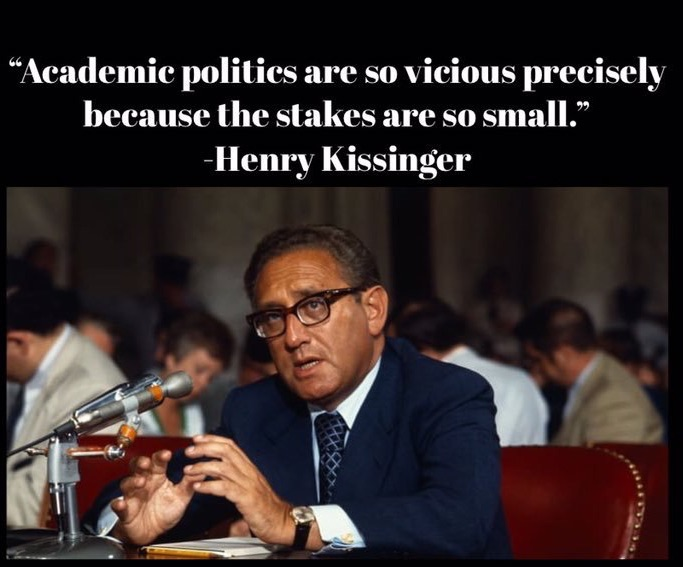 “Academic politics are so vicious precisely
because the stakes are so small.”
-Henry Kissinger